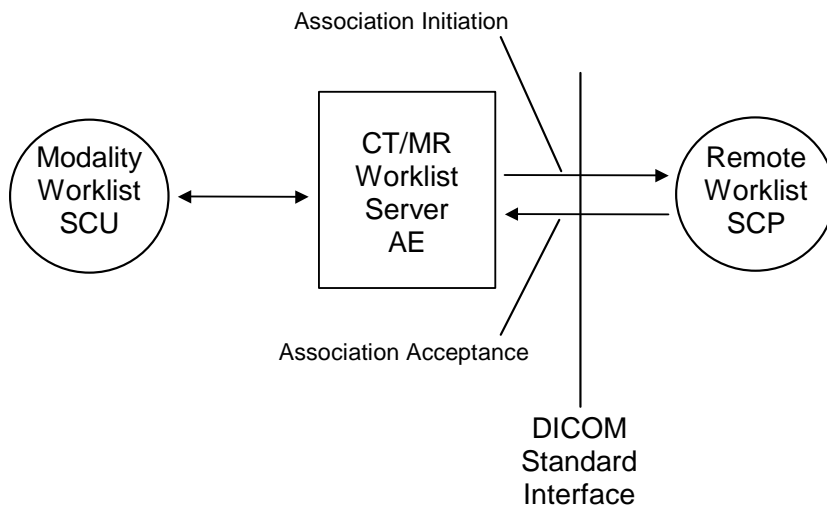 Association Initiation
Modality
Worklist
SCU
CT/MR
Worklist
Server
AE
Remote
Worklist
SCP
Association Acceptance
DICOM
Standard
Interface